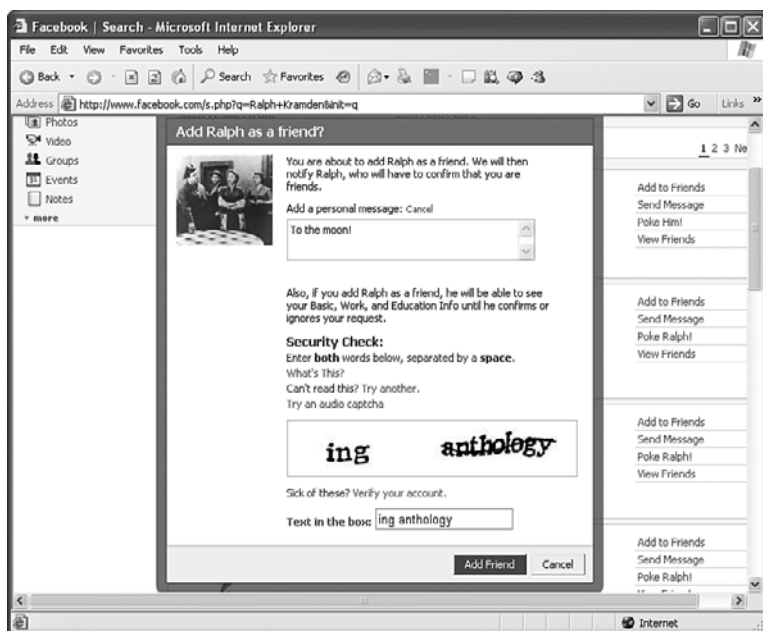 Facebook | Search - Microsoft Internet Explorer
File Edit View Favorites Tools Help
Back Search Favorites
Address http://www.facebook.com/s.php?q=Ralph+Kramden&init=q Go Links »
Photos
Video
Groups
31 Events
Notes
▾ more
Add Ralph as a friend?
You are about to add Ralph as a friend. We will then
notify Ralph, who will have to confirm that you are
friends.
Add a personal message: Cancel
To the moon!
Also, if you add Ralph as a friend, he will be able to see
your Basic, Work, and Education Info until he confirms or
ignores your request.
Security Check:
Enter both words below, separated by a space.
What's This?
Can't read this? Try another.
Try an audio captcha
ing anthology
Sick of these? Verify your account.
Text in the box: ing anthology
Add Friend Cancel
1 2 3 Ne
Add to Friends
Send Message
Poke Him!
View Friends
Add to Friends
Send Message
Poke Ralph!
View Friends
Add to Friends
Send Message
Poke Ralph!
View Friends
Add to Friends
Send Message
Poke Ralph!
Internet